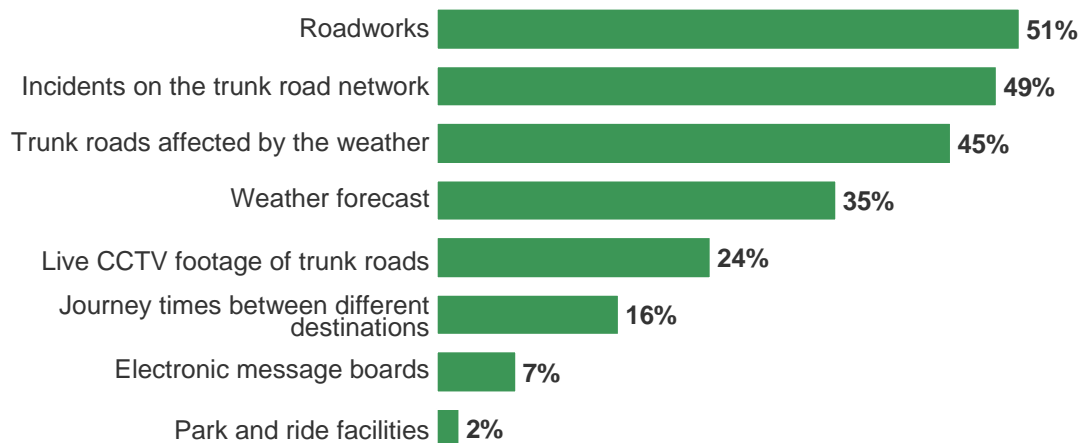 Roadworks 51%
Incidents on the trunk road network 49%
Trunk roads affected by the weather 45%
Weather forecast 35%
Live CCTV footage of trunk roads 24%
Journey times between different
destinations 16%
Electronic message boards 7%
Park and ride facilities 2%